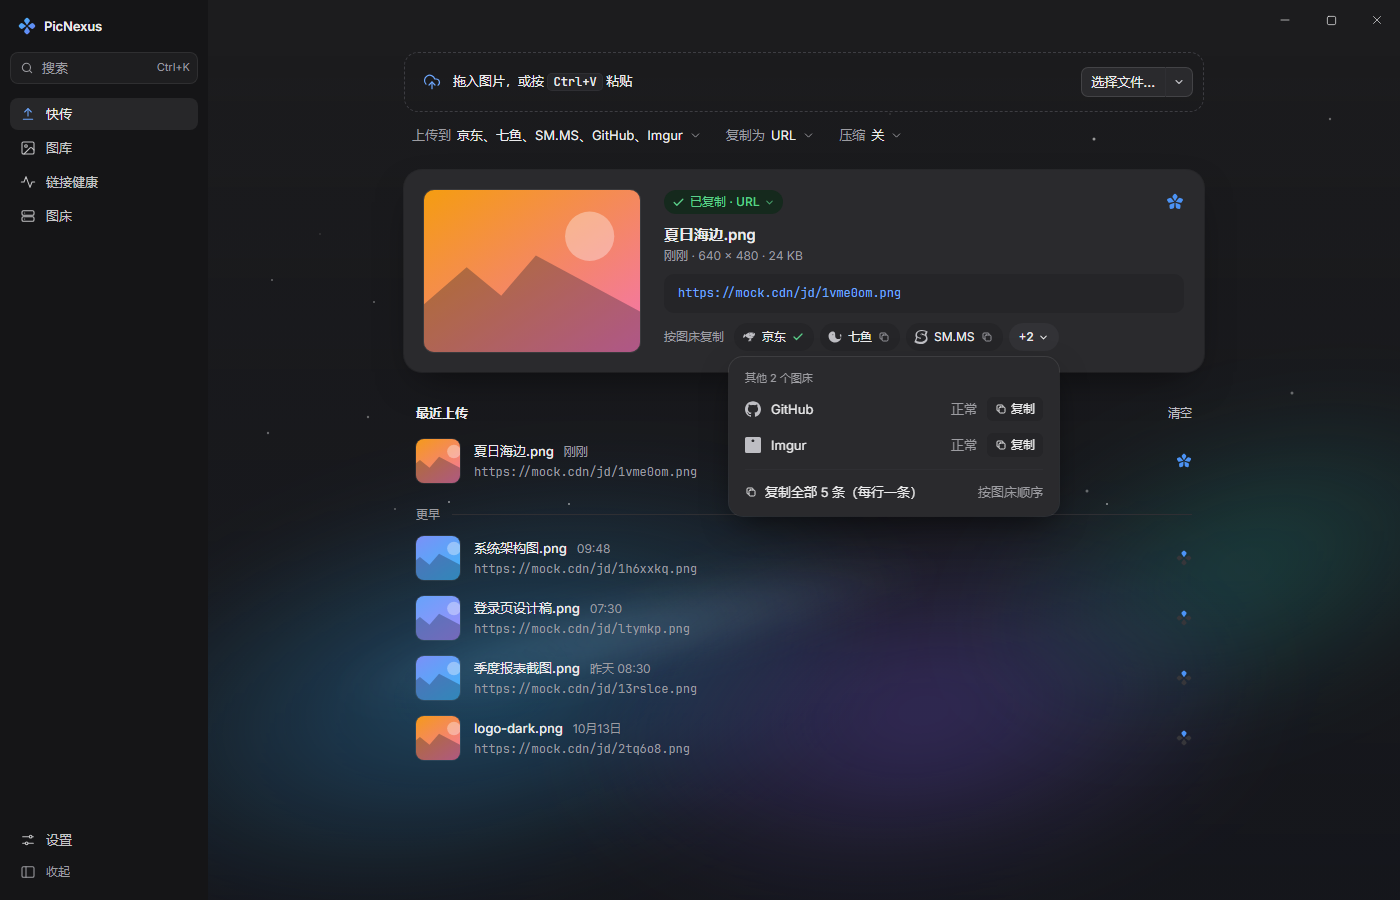 PicNexus
搜索 Ctrl+K
快传
图库
链接健康
图床
设置
收起
拖入图片，或按 Ctrl+V 粘贴
选择文件...
上传到 京东、七鱼、SM.MS、GitHub、Imgur 复制为 URL 压缩 关
已复制 · URL
夏日海边.png
刚刚 · 640 × 480 · 24 KB
https://mock.cdn/jd/1vme0om.png
按图床复制 京东 七鱼 SM.MS +2
其他 2 个图床
GitHub 正常 复制
Imgur 正常 复制
复制全部 5 条（每行一条） 按图床顺序
最近上传 清空
夏日海边.png 刚刚
https://mock.cdn/jd/1vme0om.png
更早
系统架构图.png 09:48
https://mock.cdn/jd/1h6xxkq.png
登录页设计稿.png 07:30
https://mock.cdn/jd/ltymkp.png
季度报表截图.png 昨天 08:30
https://mock.cdn/jd/13rslce.png
logo-dark.png 10月13日
https://mock.cdn/jd/2tq6o8.png